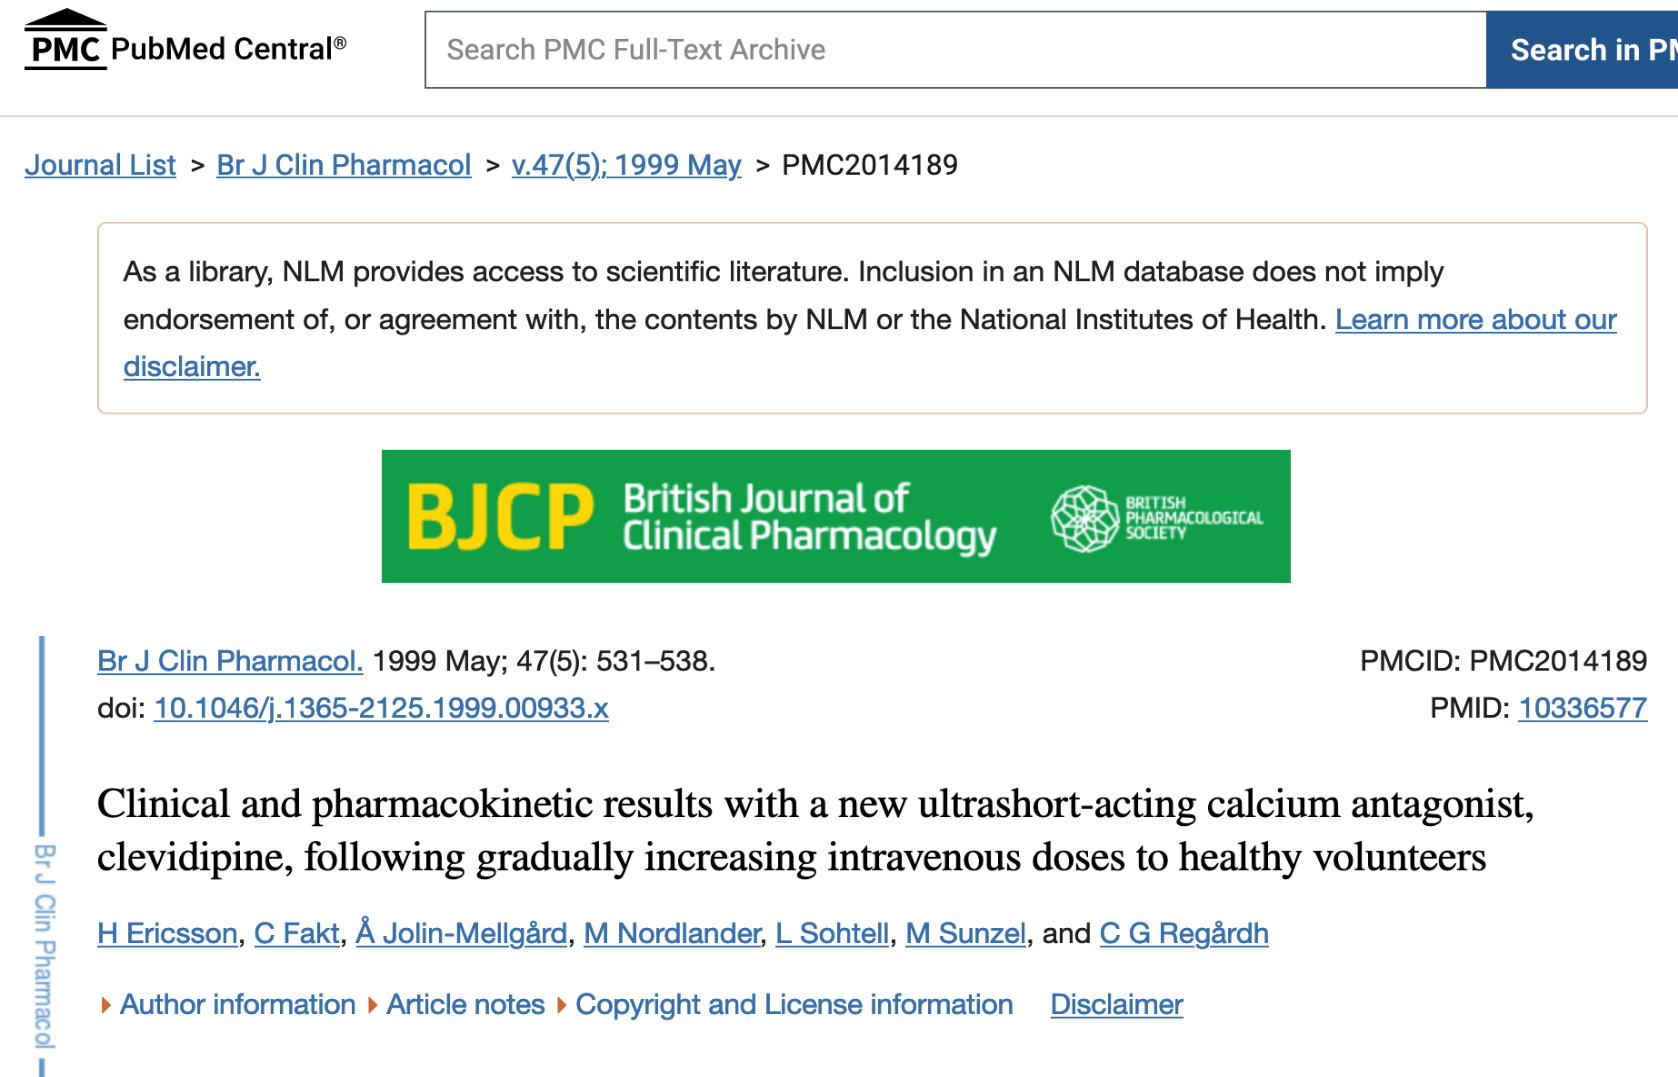 PMC PubMed Central®
Search PMC Full-Text Archive
Search in PM
Journal List > Br J Clin Pharmacol > v.47(5); 1999 May > PMC2014189
As a library, NLM provides access to scientific literature. Inclusion in an NLM database does not imply
endorsement of, or agreement with, the contents by NLM or the National Institutes of Health. Learn more about our
disclaimer.
BJCP
British Journal of
Clinical Pharmacology
BRITISH
PHARMACOLOGICAL
SOCIETY
Br J Clin Pharmacol. 1999 May; 47(5): 531–538.
PMCID: PMC2014189
doi: 10.1046/j.1365-2125.1999.00933.x
PMID: 10336577
Clinical and pharmacokinetic results with a new ultrashort-acting calcium antagonist,
clevidipine, following gradually increasing intravenous doses to healthy volunteers
H Ericsson, C Fakt, Å Jolin-Mellgård, M Nordlander, L Sohtell, M Sunzel, and C G Regårdh
Author information Article notes Copyright and License information Disclaimer
Br J Clin Pharmacol